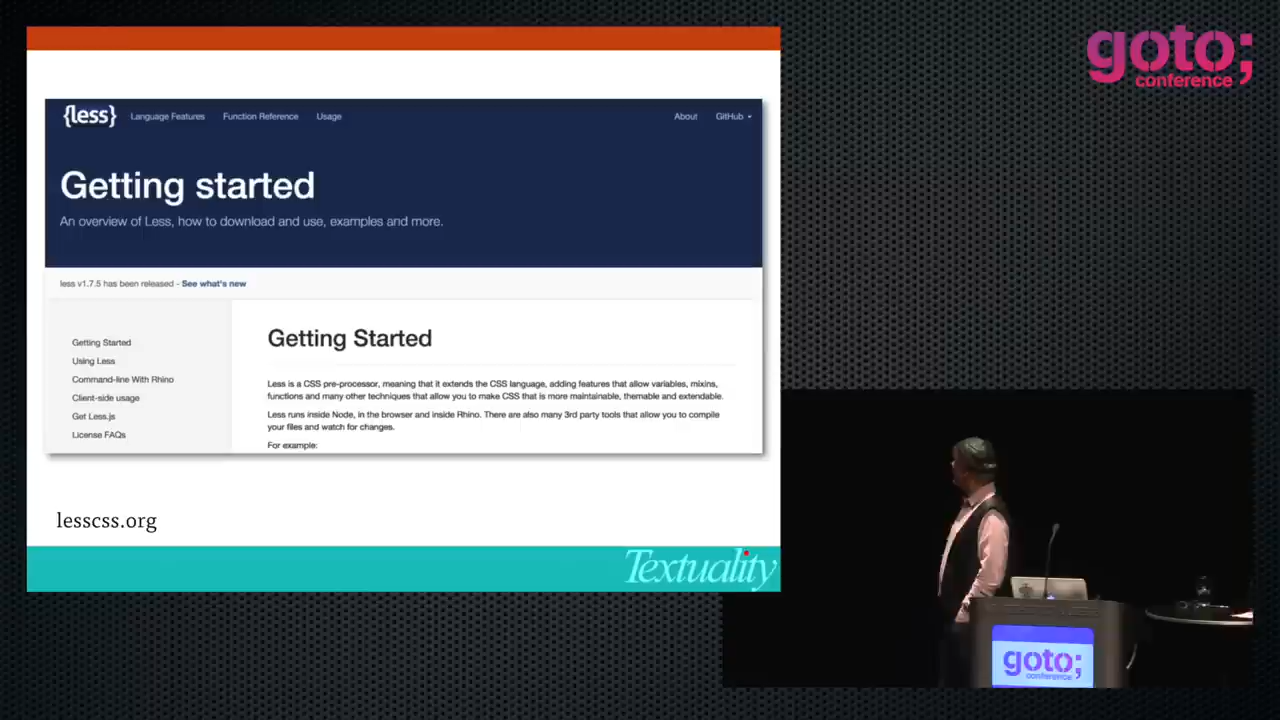 goto;
conference
{less} Language Features Function Reference Usage About GitHub
Getting started
An overview of Less, how to download and use, examples and more.
less v1.7.5 has been released - See what's new
Getting Started
Using Less
Command-line With Rhino
Client-side usage
Get Less.js
License FAQs
Getting Started
Less is a CSS pre-processor, meaning that it extends the CSS language, adding features that allow variables, mixins,
functions and many other techniques that allow you to make CSS that is more maintainable, themable and extendable.
Less runs inside Node, in the browser and inside Rhino. There are also many 3rd party tools that allow you to compile
your files and watch for changes.
For example:
lesscss.org
Textuality
goto;
conference